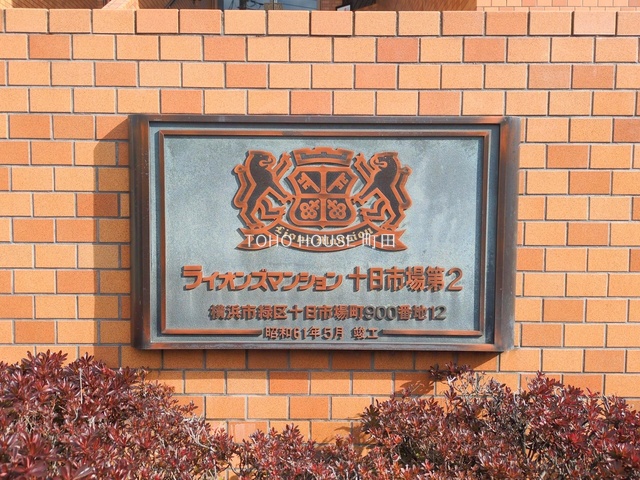 Lions Mansion
TOHO HOUSE 町田
ライオンズマンション 十日市場第2
横浜市緑区十日市場町900番地12
昭和61年5月 竣工